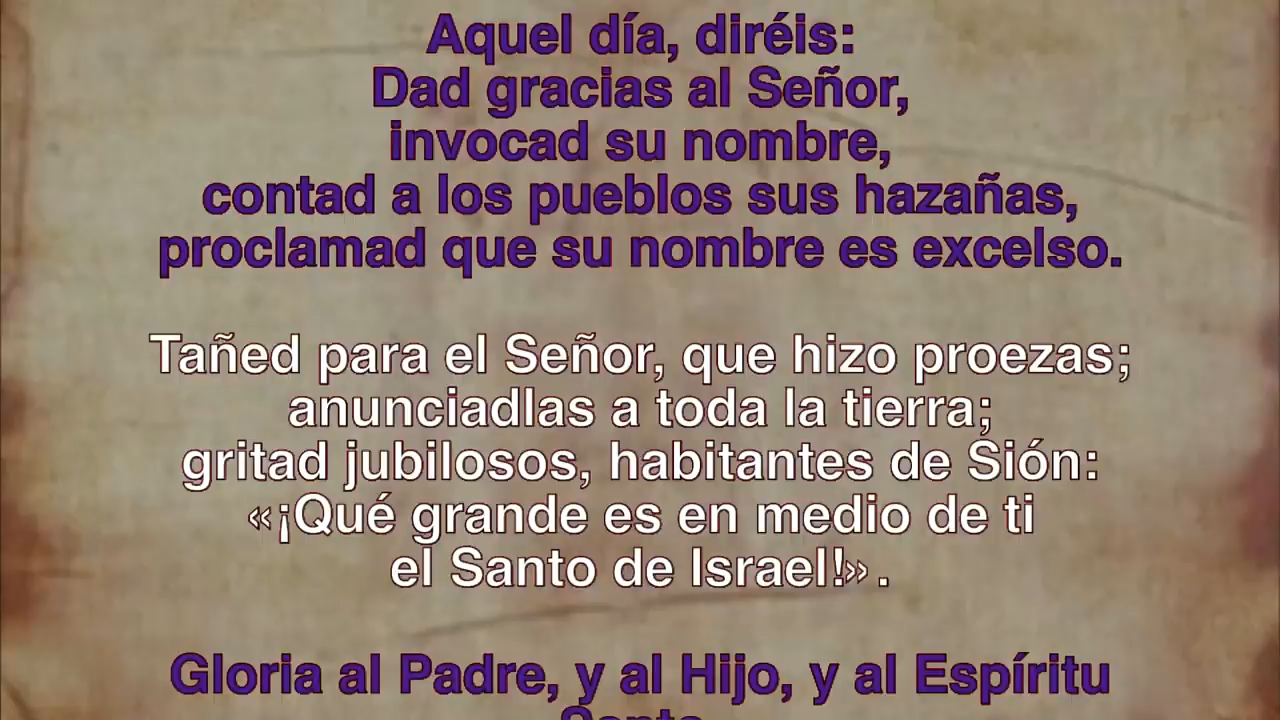 Aquel día, diréis:
Dad gracias al Señor,
invocad su nombre,
contad a los pueblos sus hazañas,
proclamad que su nombre es excelso.
Tañed para el Señor, que hizo proezas;
anunciadlas a toda la tierra;
gritad jubilosos, habitantes de Sión:
«¡Qué grande es en medio de ti
el Santo de Israel!» .
Gloria al Padre, y al Hijo, y al Espíritu